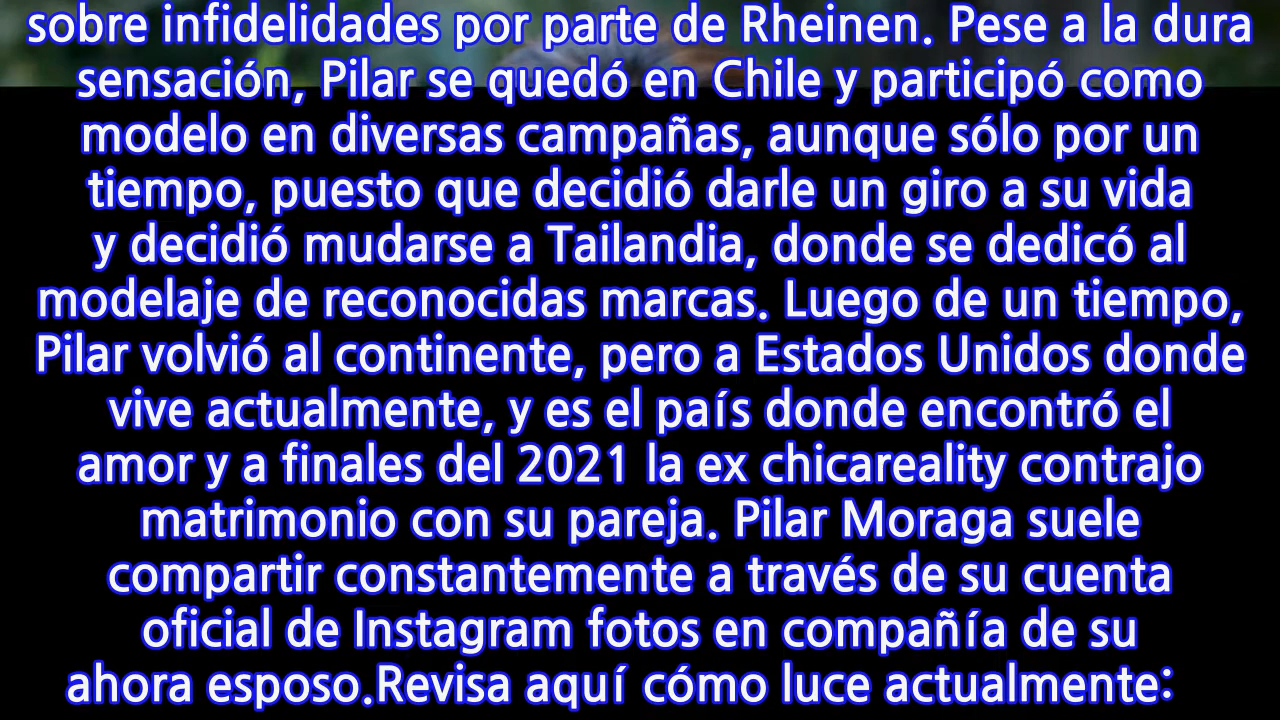 sobre infidelidades por parte de Rheinen. Pese a la dura
sensación, Pilar se quedó en Chile y participó como
modelo en diversas campañas, aunque sólo por un
tiempo, puesto que decidió darle un giro a su vida
y decidió mudarse a Tailandia, donde se dedicó al
modelaje de reconocidas marcas. Luego de un tiempo,
Pilar volvió al continente, pero a Estados Unidos donde
vive actualmente, y es el país donde encontró el
amor y a finales del 2021 la ex chicareality contrajo
matrimonio con su pareja. Pilar Moraga suele
compartir constantemente a través de su cuenta
oficial de Instagram fotos en compañía de su
ahora esposo.Revisa aquí cómo luce actualmente: